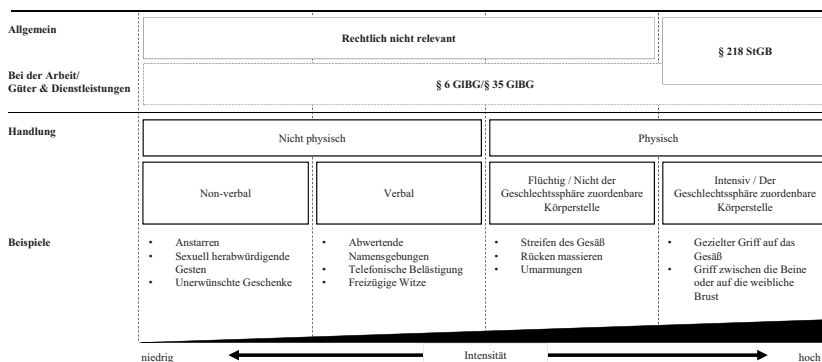 Allgemein
Rechtlich nicht relevant
§ 218 StGB
Bei der Arbeit/
Güter & Dienstleistungen
§ 6 GlBG/§ 35 GlBG
Handlung
Nicht physisch
Physisch
Non-verbal
Verbal
Flüchtig / Nicht der
Geschlechtssphäre zuordenbare
Körperstelle
Intensiv / Der
Geschlechtssphäre zuordenbare
Körperstelle
Beispiele
• Anstarren
• Sexuell herabwürdigende
Gesten
• Unerwünschte Geschenke
• Abwertende
Namensgebungen
• Telefonische Belästigung
• Freizügige Witze
• Streifen des Gesäß
• Rücken massieren
• Umarmungen
• Gezielter Griff auf das
Gesäß
• Griff zwischen die Beine
oder auf die weibliche
Brust
niedrig
Intensität
hoch